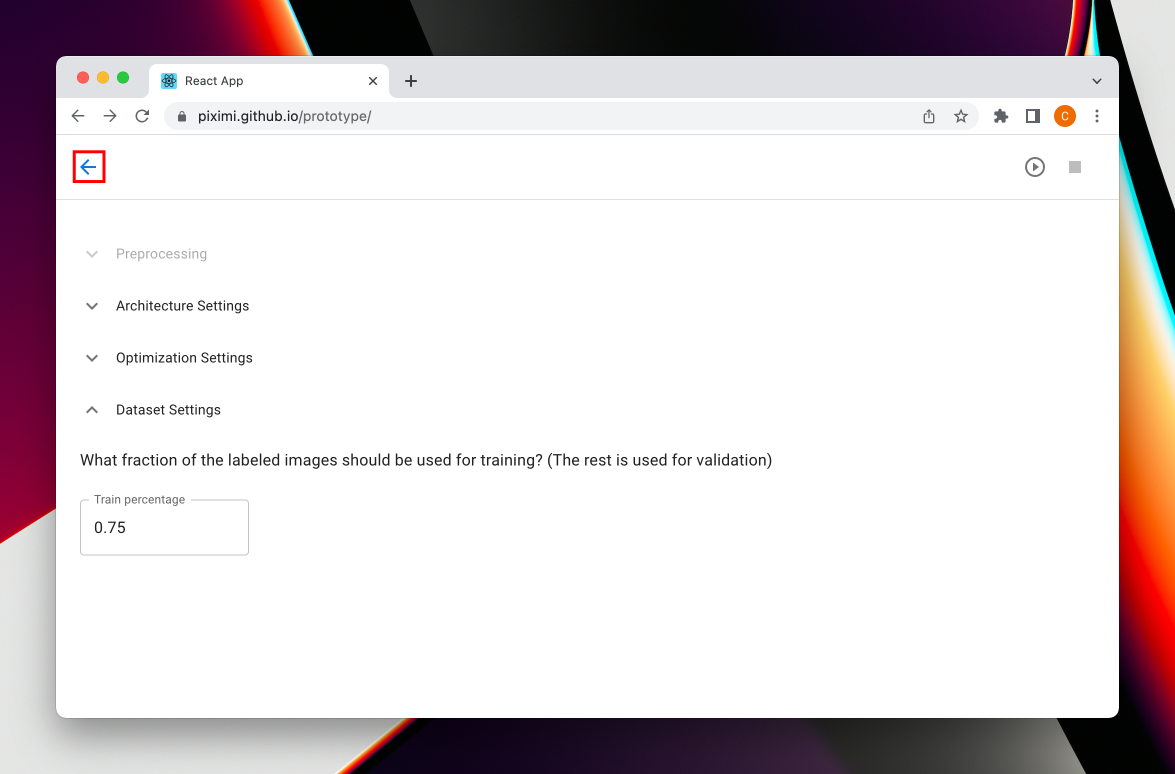 React App
piximi.github.io/prototype/
C
Preprocessing
Architecture Settings
Optimization Settings
Dataset Settings
What fraction of the labeled images should be used for training? (The rest is used for validation)
Train percentage
0.75